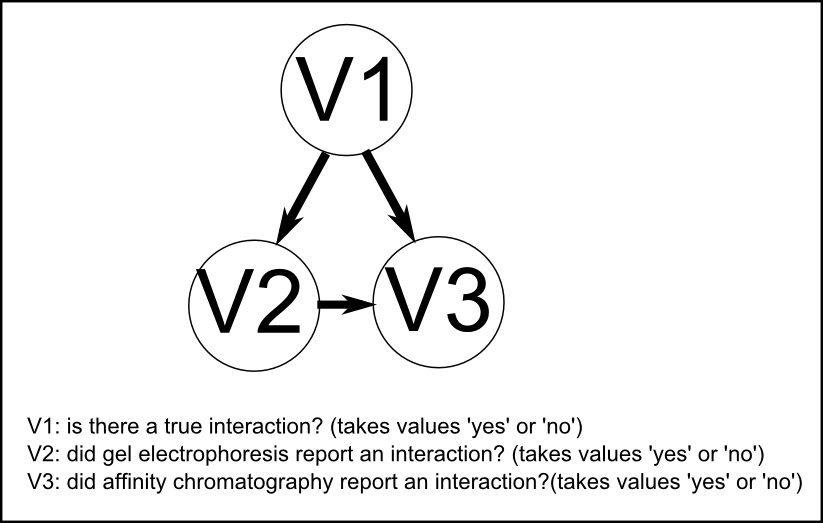 V1
V2
V3
V1: is there a true interaction? (takes values 'yes' or 'no')
V2: did gel electrophoresis report an interaction? (takes values 'yes' or 'no')
V3: did affinity chromatography report an interaction?(takes values 'yes' or 'no')